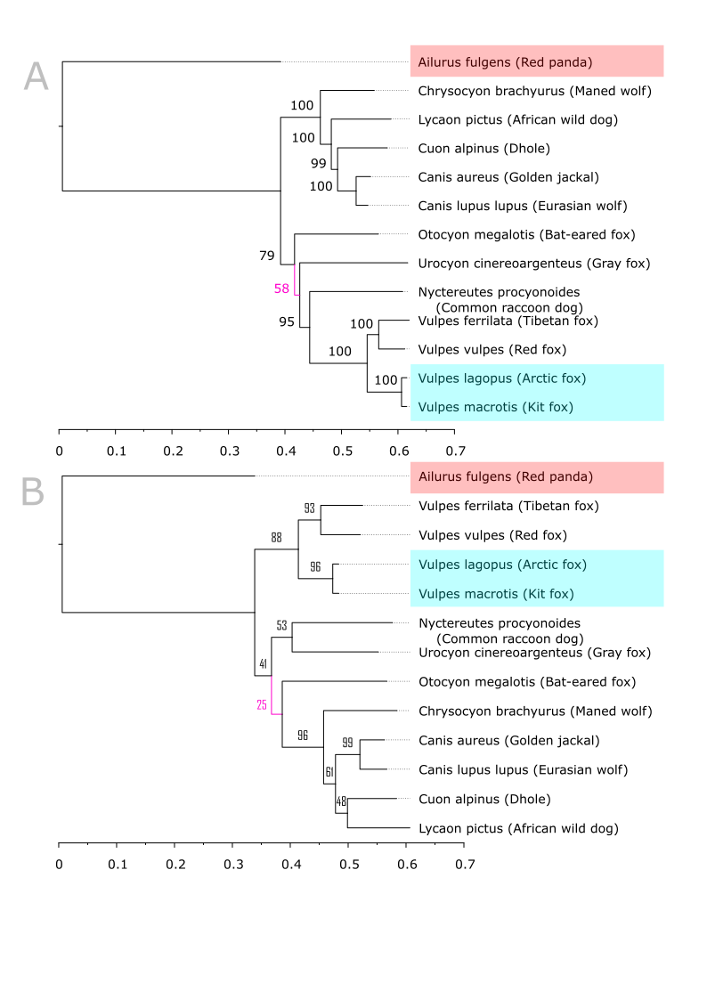 A
Ailurus fulgens (Red panda)
Chrysocyon brachyurus (Maned wolf)
100
Lycaon pictus (African wild dog)
100
Cuon alpinus (Dhole)
99
Canis aureus (Golden jackal)
100
Canis lupus lupus (Eurasian wolf)
Otocyon megalotis (Bat-eared fox)
79
Urocyon cinereoargenteus (Gray fox)
58
Nyctereutes procyonoides
(Common raccoon dog)
95
Vulpes ferrilata (Tibetan fox)
100
Vulpes vulpes (Red fox)
100
Vulpes lagopus (Arctic fox)
100
Vulpes macrotis (Kit fox)
0 0.1 0.2 0.3 0.4 0.5 0.6 0.7
B
Ailurus fulgens (Red panda)
Vulpes ferrilata (Tibetan fox)
93
Vulpes vulpes (Red fox)
88
Vulpes lagopus (Arctic fox)
96
Vulpes macrotis (Kit fox)
Nyctereutes procyonoides
(Common raccoon dog)
53
Urocyon cinereoargenteus (Gray fox)
41
Otocyon megalotis (Bat-eared fox)
25
Chrysocyon brachyurus (Maned wolf)
96
Canis aureus (Golden jackal)
99
Canis lupus lupus (Eurasian wolf)
61
Cuon alpinus (Dhole)
48
Lycaon pictus (African wild dog)
0 0.1 0.2 0.3 0.4 0.5 0.6 0.7